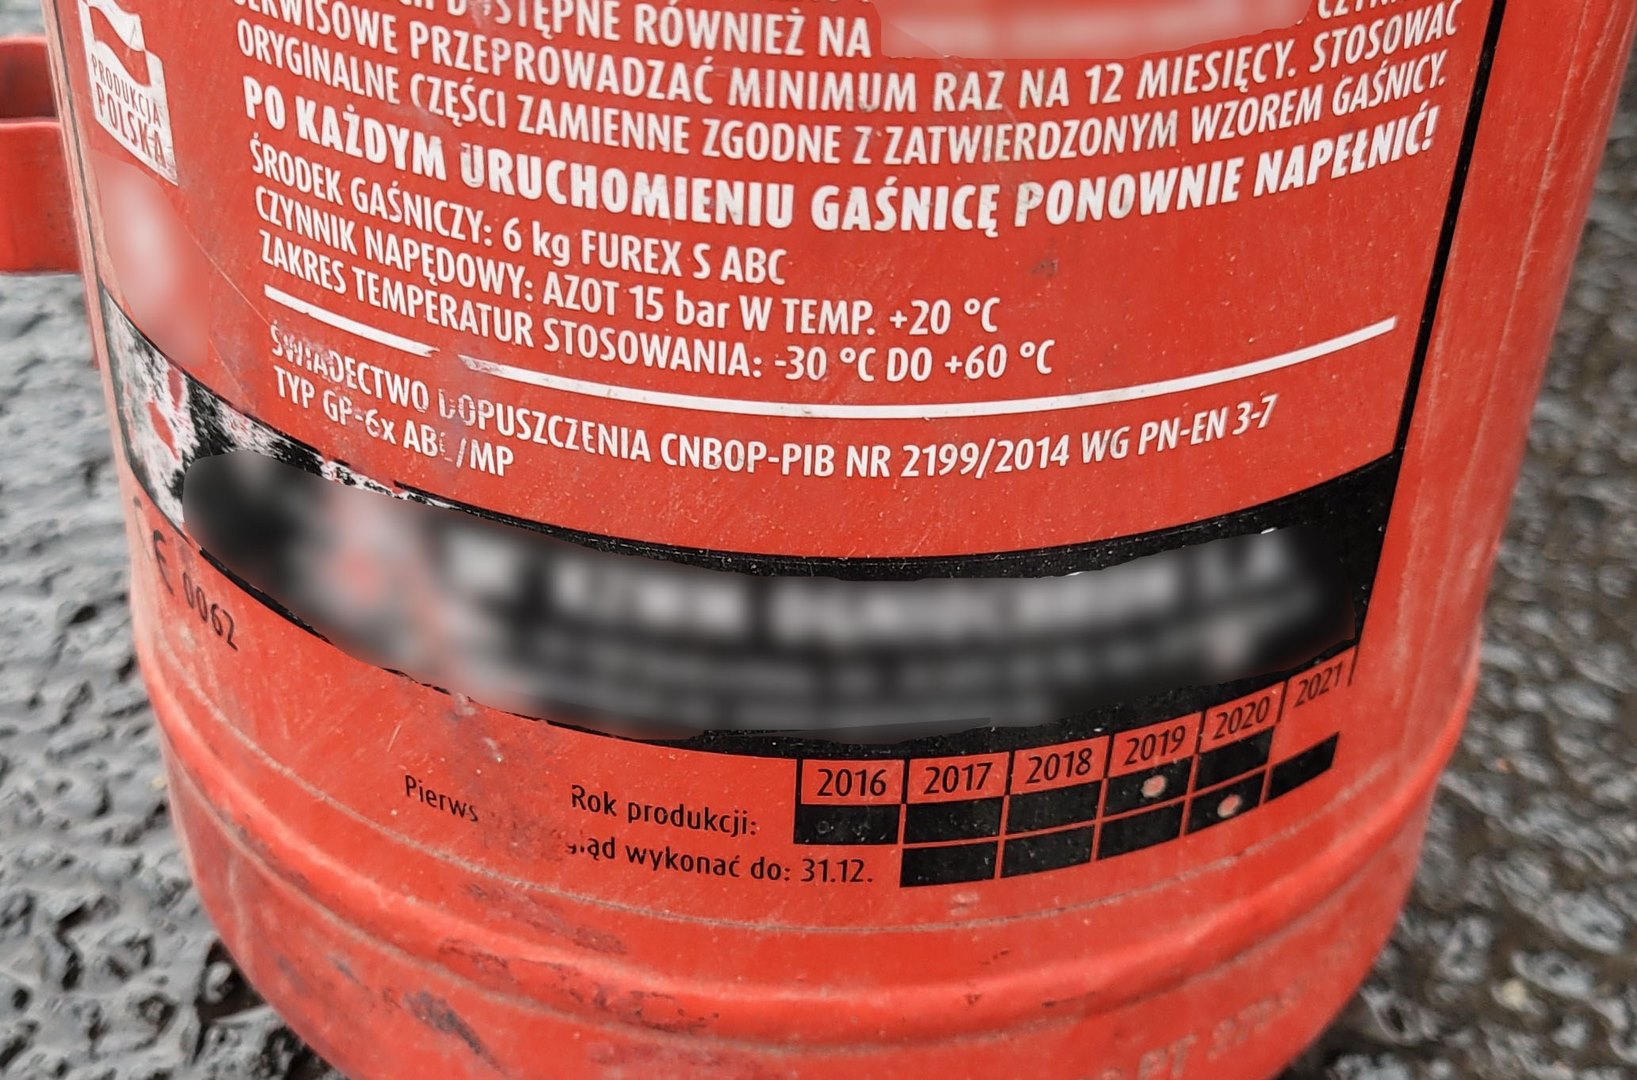 DOSTĘPNE RÓWNIEŻ NA
SERWISOWE PRZEPROWADZAĆ MINIMUM RAZ NA 12 MIESIĘCY. STOSOWAĆ
ORYGINALNE CZĘŚCI ZAMIENNE ZGODNE Z ZATWIERDZONYM WZOREM GAŚNICY.
PO KAŻDYM URUCHOMIENIU GAŚNICĘ PONOWNIE NAPEŁNIĆ!
ŚRODEK GAŚNICZY: 6 kg FUREX S ABC
CZYNNIK NAPĘDOWY: AZOT 15 bar W TEMP. +20 °C
ZAKRES TEMPERATUR STOSOWANIA: -30 °C DO +60 °C
ŚWIADECTWO DOPUSZCZENIA CNBOP-PIB NR 2199/2014 WG PN-EN 3-7
TYP GP-6x ABC/MP
PRODUKCJA
POLSKA
CE 0062
Rok produkcji: 2016 2017 2018 2019 2020 2021
Pierws ląd wykonać do: 31.12.